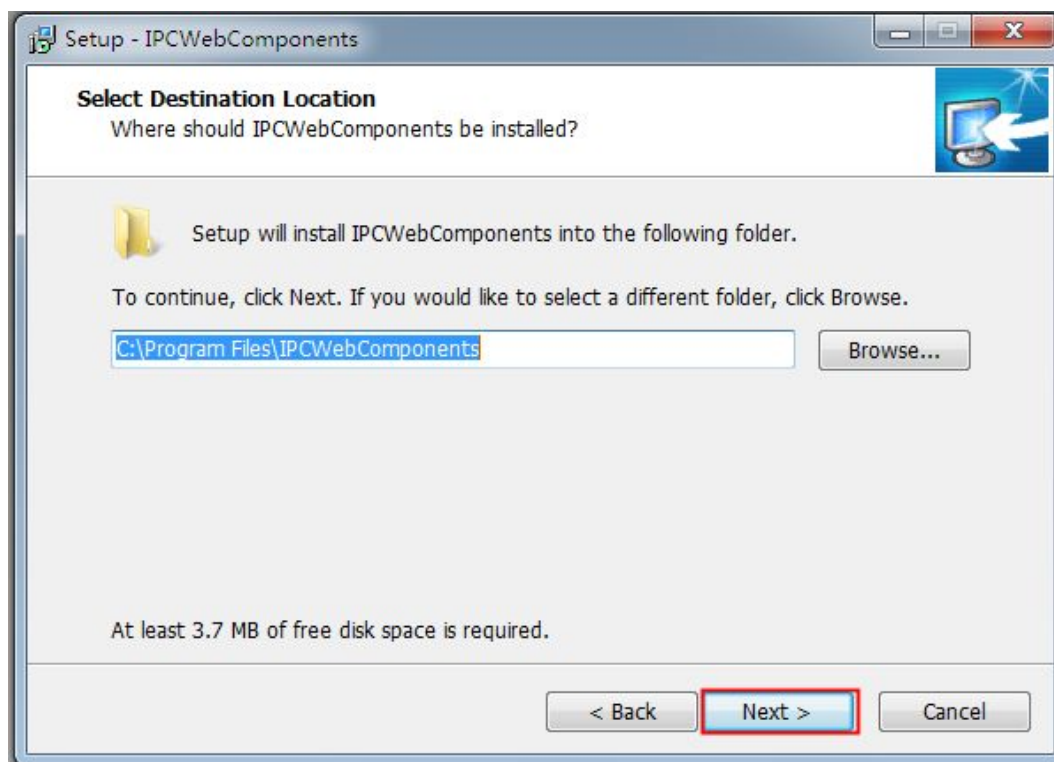 Setup - IPCWebComponents
Select Destination Location
Where should IPCWebComponents be installed?
Setup will install IPCWebComponents into the following folder.
To continue, click Next. If you would like to select a different folder, click Browse.
C:\Program Files\IPCWebComponents
Browse...
At least 3.7 MB of free disk space is required.
< Back
Next >
Cancel